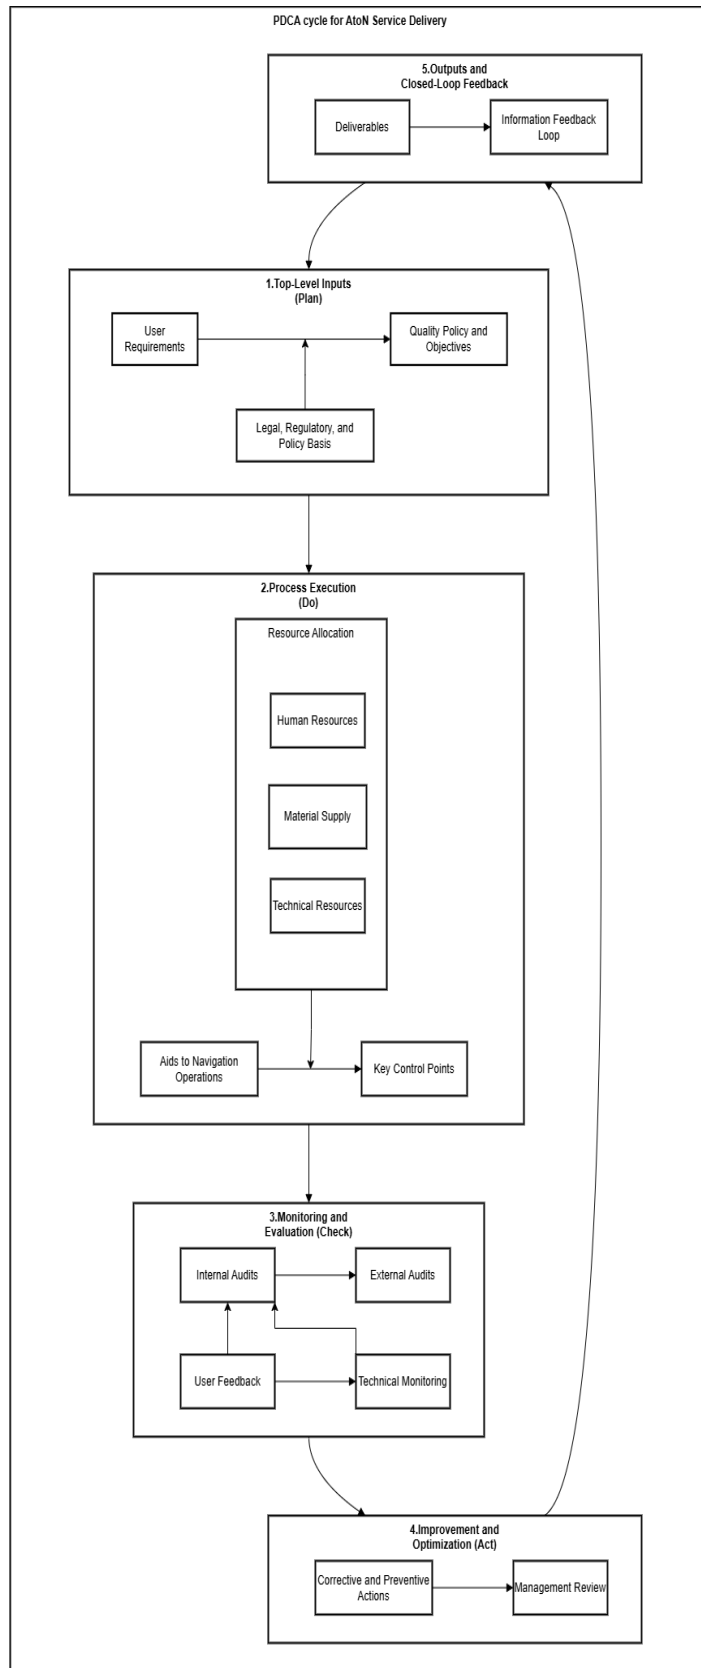 PDCA cycle for AtoN Service Delivery
5.Outputs and
Closed-Loop Feedback
Deliverables
Information Feedback
Loop
1.Top-Level Inputs
(Plan)
User
Requirements
Quality Policy and
Objectives
Legal, Regulatory, and
Policy Basis
2.Process Execution
(Do)
Resource Allocation
Human Resources
Material Supply
Technical Resources
Aids to Navigation
Operations
Key Control Points
3.Monitoring and
Evaluation (Check)
Internal Audits
External Audits
User Feedback
Technical Monitoring
4.Improvement and
Optimization (Act)
Corrective and Preventive
Actions
Management Review